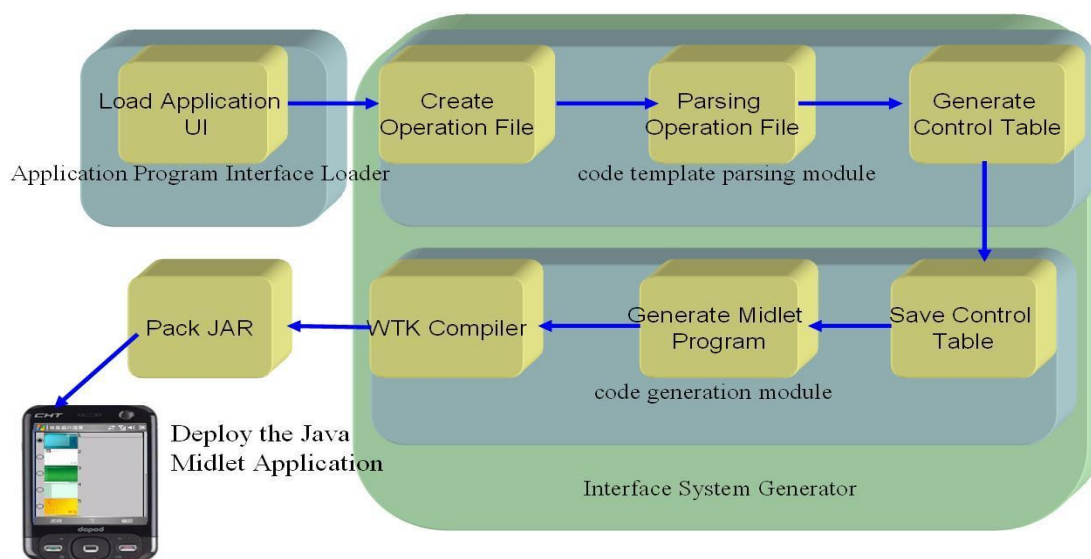 Load Application
UI
Create
Operation File
Parsing
Operation File
Generate
Control Table
Application Program Interface Loader
code template parsing module
Pack JAR
WTK Compiler
Generate Midlet
Program
Save Control
Table
code generation module
CHT
Deploy the Java
Midlet Application
Interface System Generator
dopod